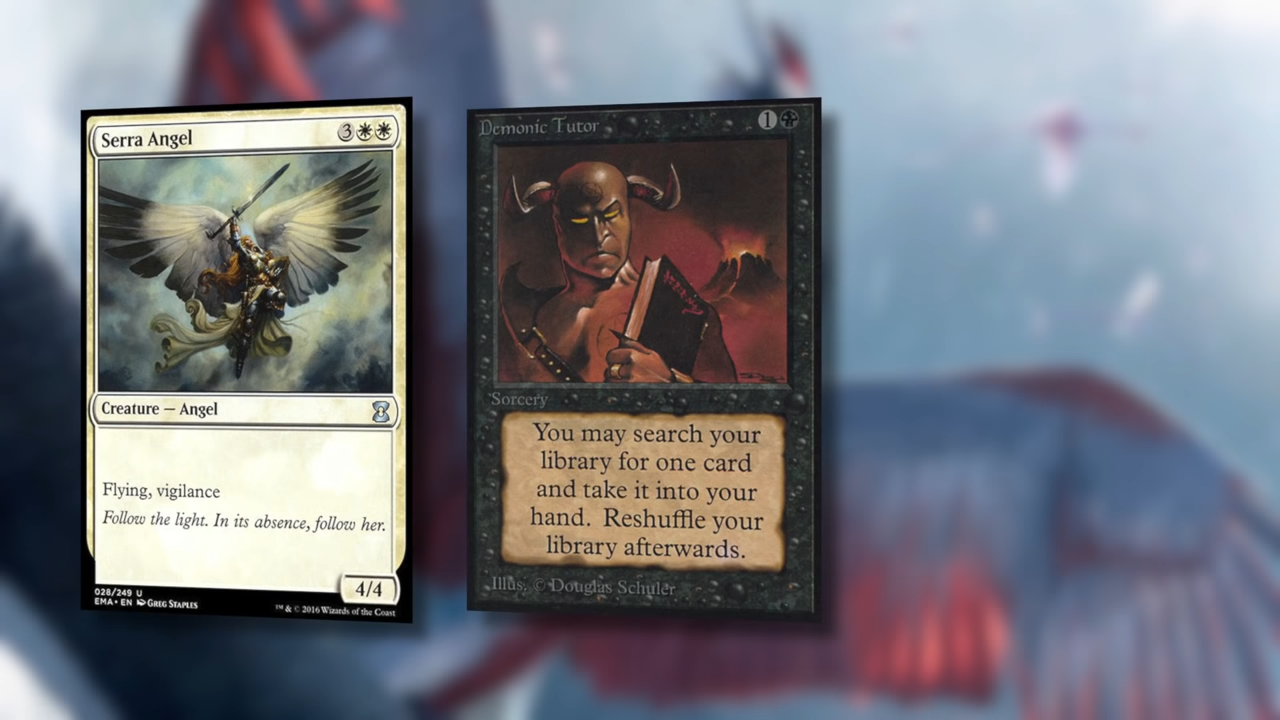 Serra Angel
3
Creature — Angel
Flying, vigilance
Follow the light. In its absence, follow her.
4/4
028/249 U
EMA • EN GREG STAPLES
™ & © 2016 Wizards of the Coast
Demonic Tutor
1
Sorcery
You may search your
library for one card
and take it into your
hand. Reshuffle your
library afterwards.
Illus. © Douglas Schuler